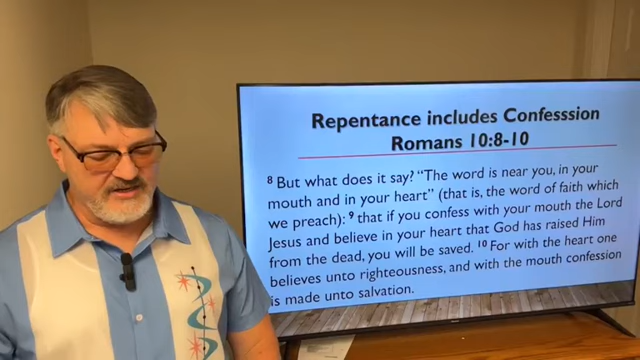 Repentance includes Confesssion
Romans 10:8-10
8 But what does it say? “The word is near you, in your
mouth and in your heart” (that is, the word of faith which
we preach): 9 that if you confess with your mouth the Lord
Jesus and believe in your heart that God has raised Him
from the dead, you will be saved. 10 For with the heart one
believes unto righteousness, and with the mouth confession
is made unto salvation.